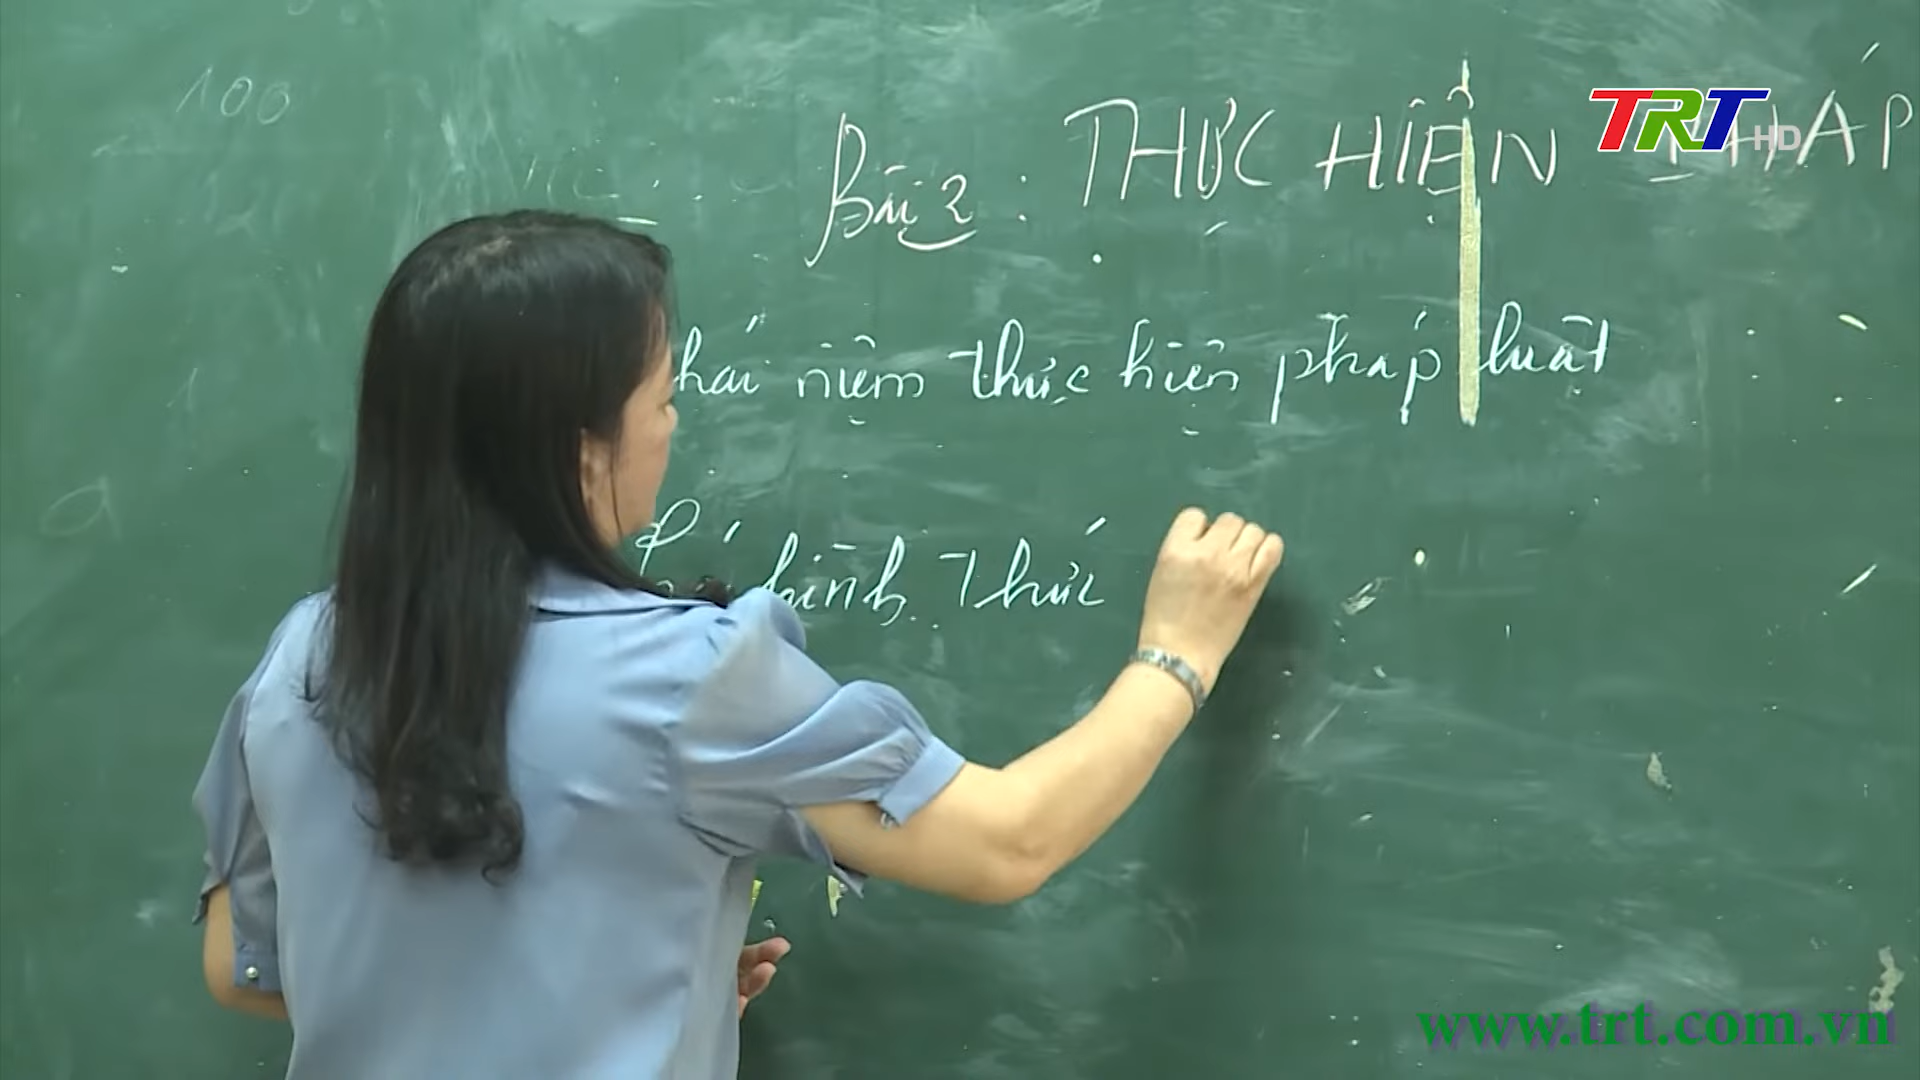 100
TRT HD
Bài 2 : THỰC HIỆN PHÁP
hái niệm thực hiện pháp luật
hình thức
a
www.trt.com.vn